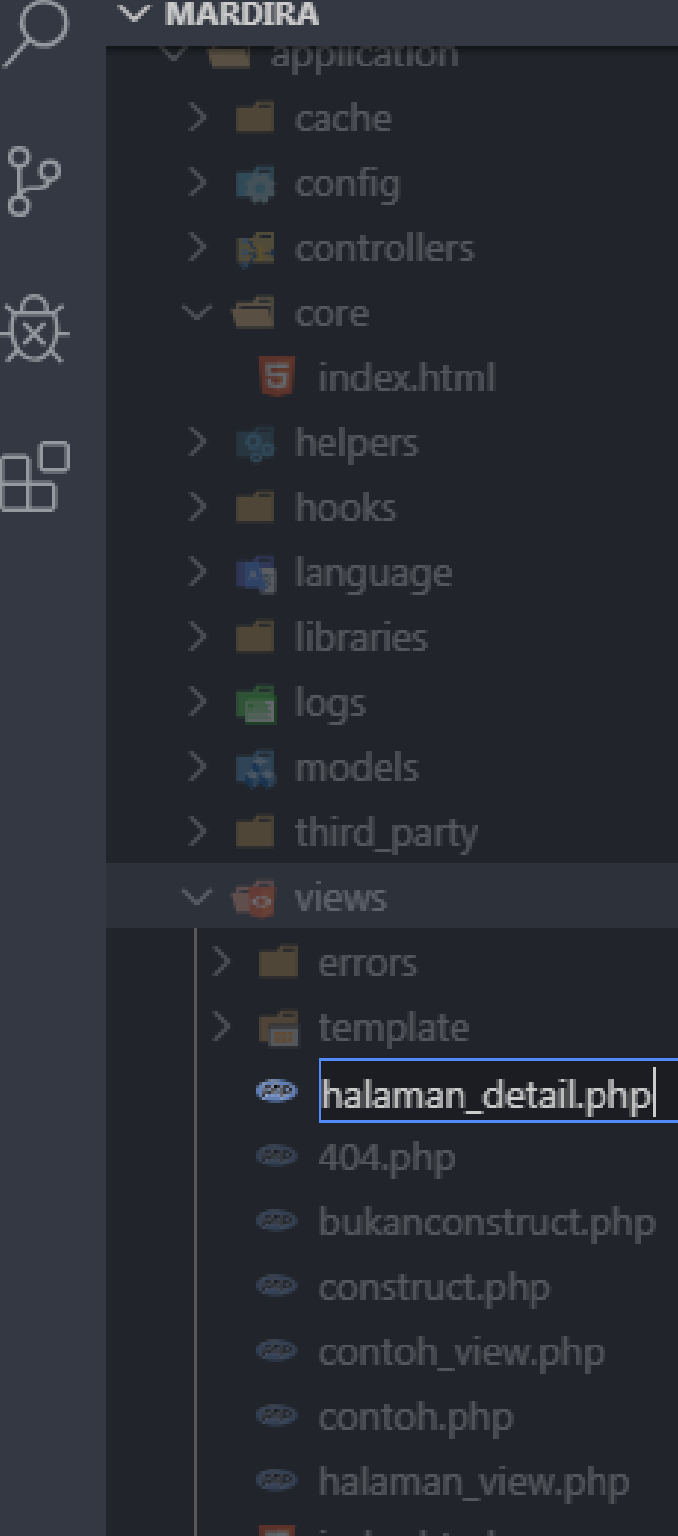 MARDIRA
application
cache
config
controllers
core
index.html
helpers
hooks
language
libraries
logs
models
third_party
views
errors
template
halaman_detail.php
404.php
bukanconstruct.php
construct.php
contoh_view.php
contoh.php
halaman_view.php